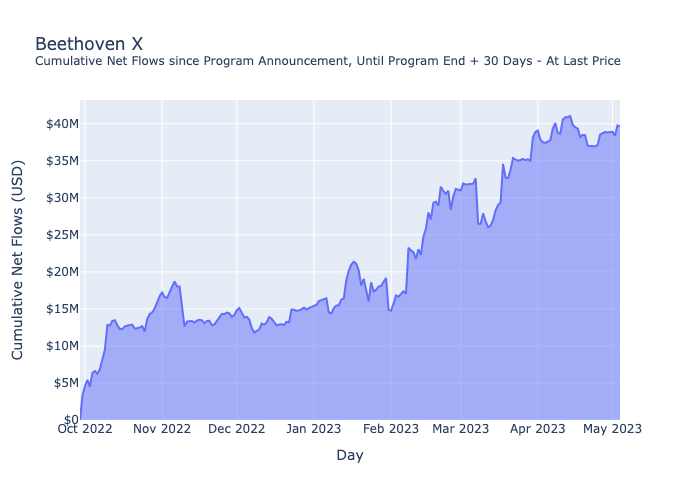 Beethoven X
Cumulative Net Flows since Program Announcement, Until Program End + 30 Days - At Last Price
Cumulative Net Flows (USD)
$40M
$35M
$30M
$25M
$20M
$15M
$10M
$5M
$0
Oct 2022 Nov 2022 Dec 2022 Jan 2023 Feb 2023 Mar 2023 Apr 2023 May 2023
Day